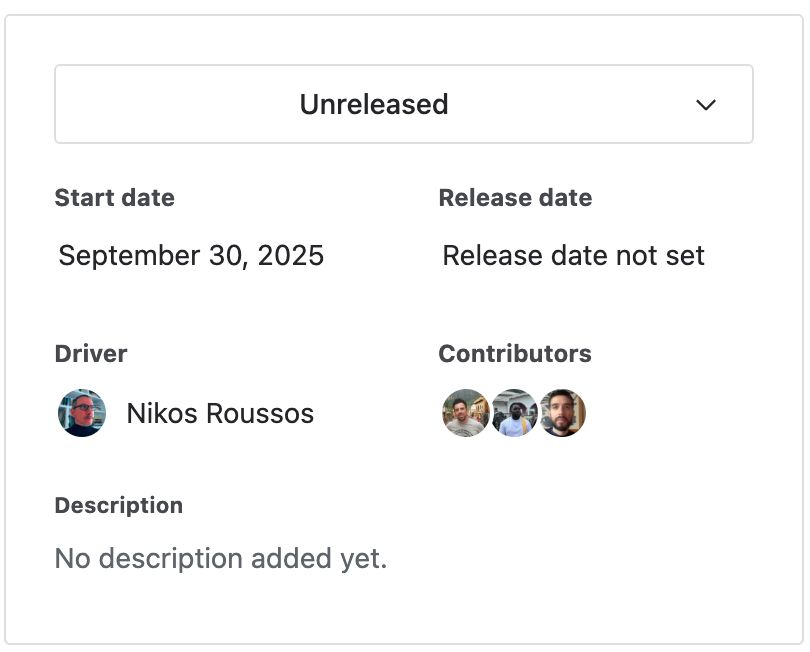 Unreleased
Start date
Release date
September 30, 2025
Release date not set
Driver
Contributors
Nikos Roussos
Description
No description added yet.